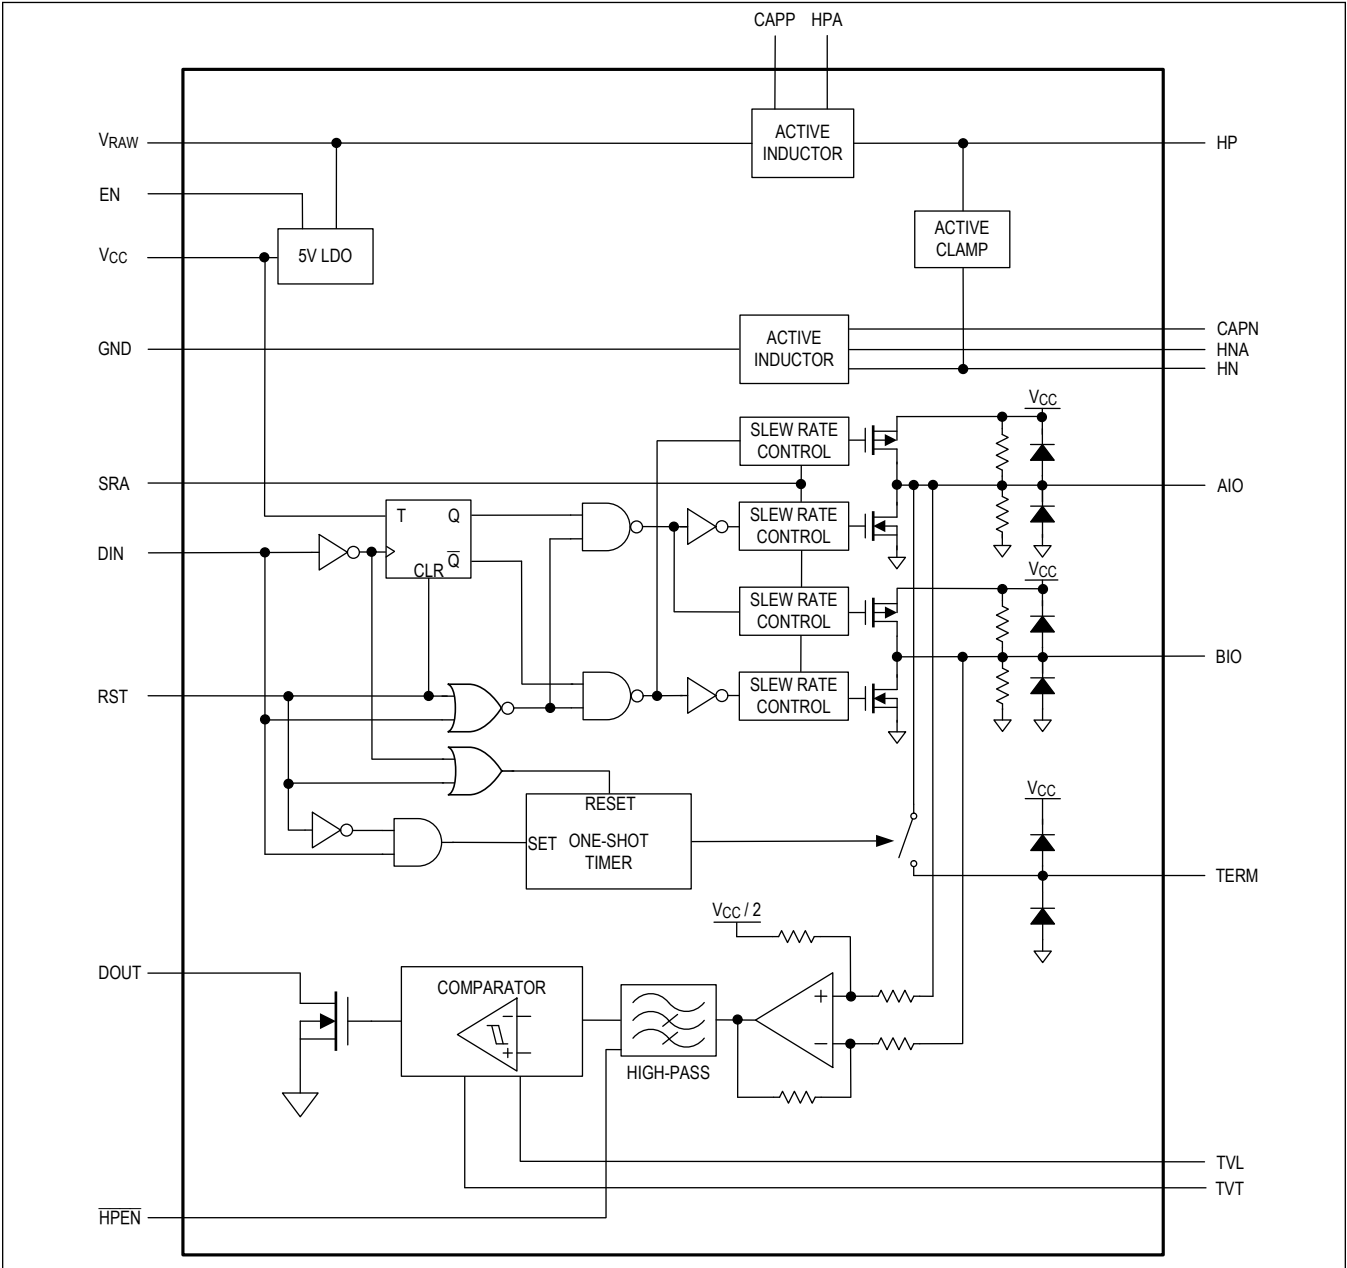 CAPP HPA
VRAW
ACTIVE
INDUCTOR
HP
EN
ACTIVE
CLAMP
VCC
5V LDO
CAPN
GND
ACTIVE
INDUCTOR
HNA
HN
VCC
SLEW RATE
CONTROL
SRA
AIO
T Q
SLEW RATE
CONTROL
DIN
Q̅
CLR
VCC
SLEW RATE
CONTROL
BIO
RST
SLEW RATE
CONTROL
RESET
VCC
SET ONE-SHOT
TIMER
TERM
VCC / 2
DOUT
COMPARATOR
+
−
−
+
HIGH-PASS
TVL
TVT
H̅P̅E̅N̅